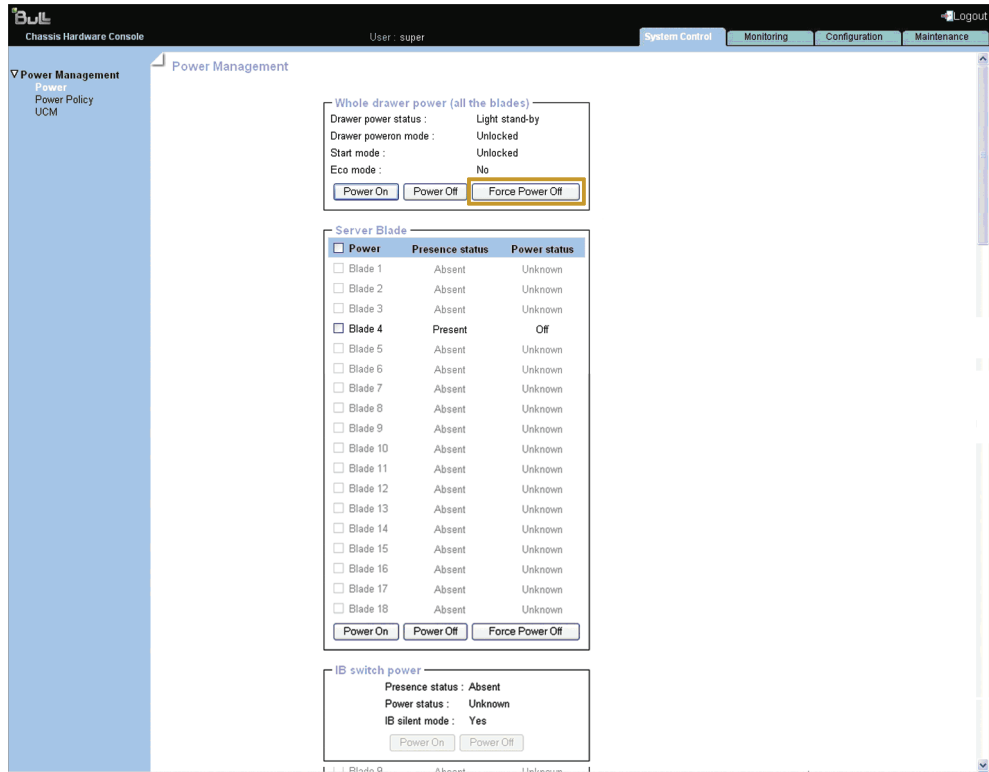 Bull
Logout
Chassis Hardware Console
User : super
System Control
Monitoring
Configuration
Maintenance
Power Management
Power
Power Policy
UCM
Power Management
Whole drawer power (all the blades)
Drawer power status : Light stand-by
Drawer poweron mode : Unlocked
Start mode : Unlocked
Eco mode : No
Power On Power Off Force Power Off
Server Blade
Power Presence status Power status
Blade 1 Absent Unknown
Blade 2 Absent Unknown
Blade 3 Absent Unknown
Blade 4 Present Off
Blade 5 Absent Unknown
Blade 6 Absent Unknown
Blade 7 Absent Unknown
Blade 8 Absent Unknown
Blade 9 Absent Unknown
Blade 10 Absent Unknown
Blade 11 Absent Unknown
Blade 12 Absent Unknown
Blade 13 Absent Unknown
Blade 14 Absent Unknown
Blade 15 Absent Unknown
Blade 16 Absent Unknown
Blade 17 Absent Unknown
Blade 18 Absent Unknown
Power On Power Off Force Power Off
IB switch power
Presence status : Absent
Power status : Unknown
IB silent mode : Yes
Power On Power Off
Blade 9 Absent Unknown